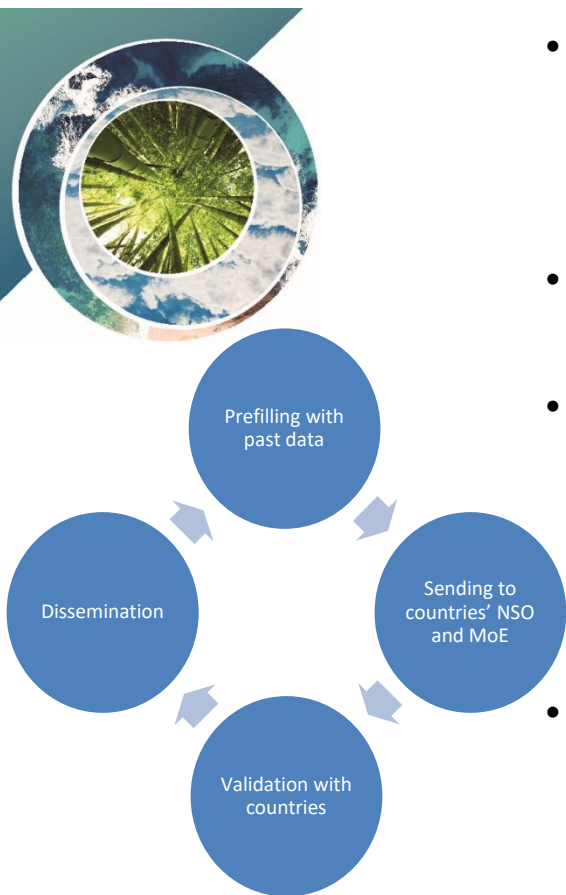 Prefilling with
past data
Sending to
countries' NSO
and MoE
Validation with
countries
Dissemination